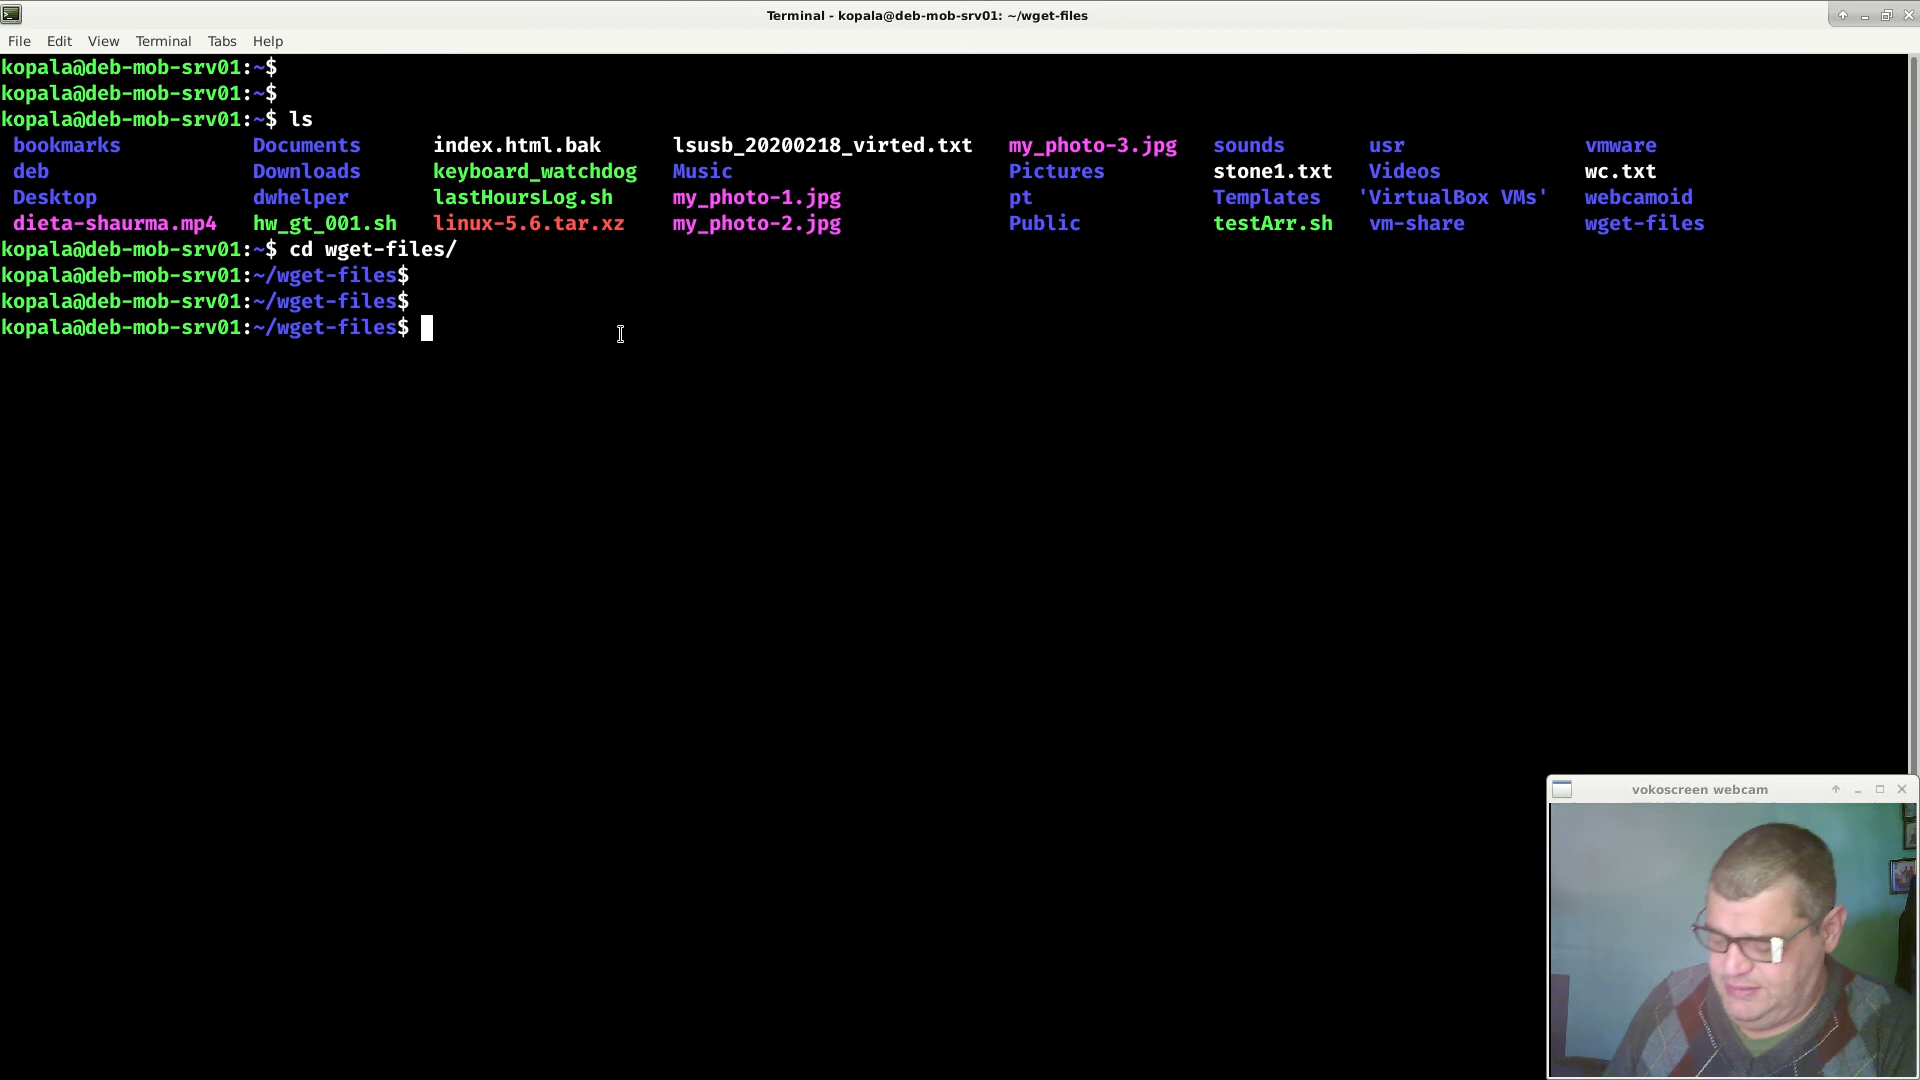 Terminal - kopala@deb-mob-srv01: ~/wget-files
File Edit View Terminal Tabs Help
kopala@deb-mob-srv01:~$
kopala@deb-mob-srv01:~$
kopala@deb-mob-srv01:~$ ls
bookmarks Documents index.html.bak lsusb_20200218_virted.txt my_photo-3.jpg sounds usr vmware
deb Downloads keyboard_watchdog Music Pictures stone1.txt Videos wc.txt
Desktop dwhelper lastHoursLog.sh my_photo-1.jpg pt Templates 'VirtualBox VMs' webcamoid
dieta-shaurma.mp4 hw_gt_001.sh linux-5.6.tar.xz my_photo-2.jpg Public testArr.sh vm-share wget-files
kopala@deb-mob-srv01:~$ cd wget-files/
kopala@deb-mob-srv01:~/wget-files$
kopala@deb-mob-srv01:~/wget-files$
kopala@deb-mob-srv01:~/wget-files$
vokoscreen webcam